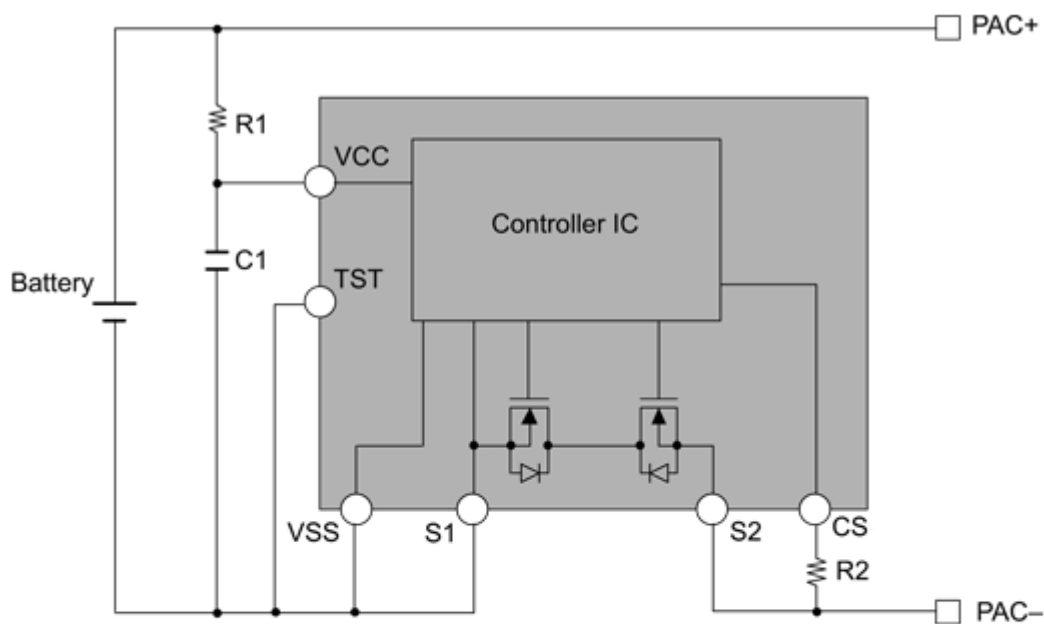 PAC+
R1
VCC
Controller IC
C1
TST
Battery
VSS
S1
S2
CS
R2
PAC–